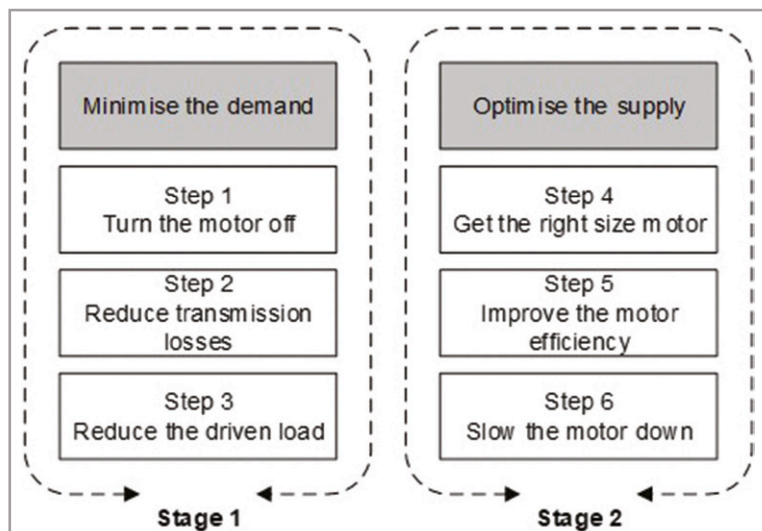 Minimise the demand
Step 1
Turn the motor off
Step 2
Reduce transmission
losses
Step 3
Reduce the driven load
Stage 1
Optimise the supply
Step 4
Get the right size motor
Step 5
Improve the motor
efficiency
Step 6
Slow the motor down
Stage 2